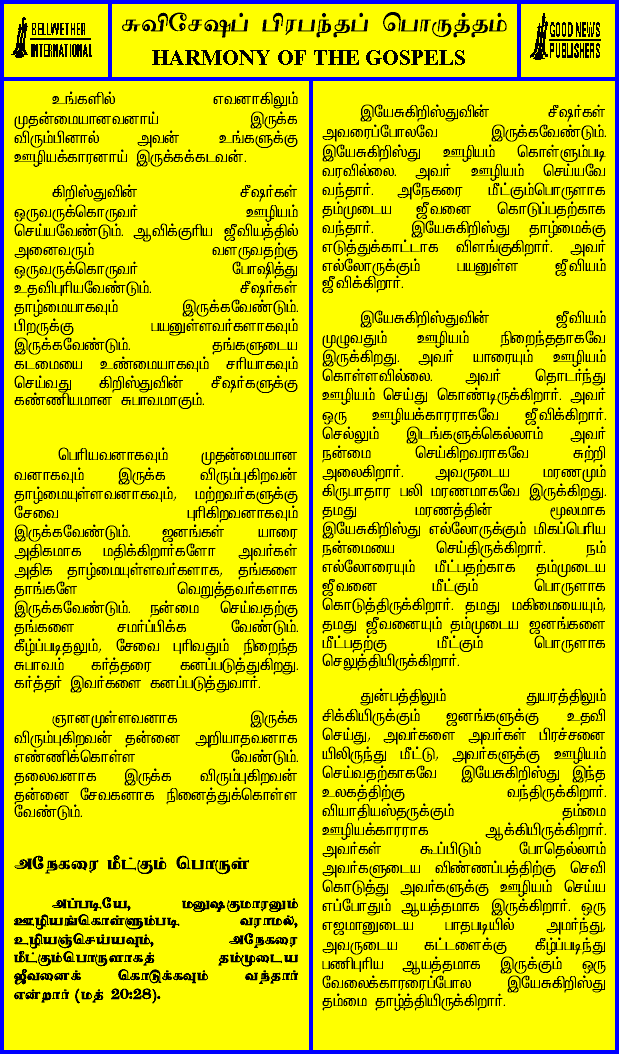 BELLWETHER
INTERNATIONAL
சுவிசேஷப் பிரபந்தப் பொருத்தம்
HARMONY OF THE GOSPELS
GOOD NEWS
PUBLISHERS
உங்களில் எவனாகிலும்
முதன்மையானவனாய் இருக்க
விரும்பினால் அவன் உங்களுக்கு
ஊழியக்காரனாய் இருக்கக்கடவன்.
கிறிஸ்துவின் சீஷர்கள்
ஒருவருக்கொருவர் ஊழியம்
செய்யவேண்டும். ஆவிக்குரிய ஜீவியத்தில்
அனைவரும் வளருவதற்கு
ஒருவருக்கொருவர் போஷித்து
உதவிபுரியவேண்டும். சீஷர்கள்
தாழ்மையாகவும் இருக்கவேண்டும்.
பிறருக்கு பயனுள்ளவர்களாகவும்
இருக்கவேண்டும். தங்களுடைய
கடமையை உண்மையாகவும் சரியாகவும்
செய்வது கிறிஸ்துவின் சீஷர்களுக்கு
கண்ணியமான சுபாவமாகும்.
பெரியவனாகவும் முதன்மையான
வனாகவும் இருக்க விரும்புகிறவன்
தாழ்மையுள்ளவனாகவும், மற்றவர்களுக்கு
சேவை புரிகிறவனாகவும்
இருக்கவேண்டும். ஜனங்கள் யாரை
அதிகமாக மதிக்கிறார்களோ அவர்கள்
அதிக தாழ்மையுள்ளவர்களாக, தங்களை
தாங்களே வெறுத்தவர்களாக
இருக்கவேண்டும். நன்மை செய்வதற்கு
தங்களை சமர்ப்பிக்க வேண்டும்.
கீழ்ப்படிதலும், சேவை புரிவதும் நிறைந்த
சுபாவம் கர்த்தரை கனப்படுத்துகிறது.
கர்த்தர் இவர்களை கனப்படுத்துவார்.
ஞானமுள்ளவனாக இருக்க
விரும்புகிறவன் தன்னை அறியாதவனாக
எண்ணிக்கொள்ள வேண்டும்.
தலைவனாக இருக்க விரும்புகிறவன்
தன்னை சேவகனாக நினைத்துக்கொள்ள
வேண்டும்.
அநேகரை மீட்கும் பொருள்
அப்படியே, மனுஷகுமாரனும்
ஊழியங்கொள்ளும்படி வராமல்,
உழியஞ்செய்யவும், அநேகரை
மீட்கும்பொருளாகத் தம்முடைய
ஜீவனைக் கொடுக்கவும் வந்தார்
என்றார் (மத் 20:28).
இயேசுகிறிஸ்துவின் சீஷர்கள்
அவரைப்போலவே இருக்கவேண்டும்.
இயேசுகிறிஸ்து ஊழியம் கொள்ளும்படி
வரவில்லை. அவர் ஊழியம் செய்யவே
வந்தார். அநேகரை மீட்கும்பொருளாக
தம்முடைய ஜீவனை கொடுப்பதற்காக
வந்தார். இயேசுகிறிஸ்து தாழ்மைக்கு
எடுத்துக்காட்டாக விளங்குகிறார். அவர்
எல்லோருக்கும் பயனுள்ள ஜீவியம்
ஜீவிக்கிறார்.
இயேசுகிறிஸ்துவின் ஜீவியம்
முழுவதும் ஊழியம் நிறைந்ததாகவே
இருக்கிறது. அவர் யாரையும் ஊழியம்
கொள்ளவில்லை. அவர் தொடர்ந்து
ஊழியம் செய்து கொண்டிருக்கிறார். அவர்
ஒரு ஊழியக்காரராகவே ஜீவிக்கிறார்.
செல்லும் இடங்களுக்கெல்லாம் அவர்
நன்மை செய்கிறவராகவே சுற்றி
அலைகிறார். அவருடைய மரணமும்
கிருபாதார பலி மரணமாகவே இருக்கிறது.
தமது மரணத்தின் மூலமாக
இயேசுகிறிஸ்து எல்லோருக்கும் மிகப்பெரிய
நன்மையை செய்திருக்கிறார். நம்
எல்லோரையும் மீட்பதற்காக தம்முடைய
ஜீவனை மீட்கும் பொருளாக
கொடுத்திருக்கிறார். தமது மகிமையையும்,
தமது ஜீவனையும் தம்முடைய ஜனங்களை
மீட்பதற்கு மீட்கும் பொருளாக
செலுத்தியிருக்கிறார்.
துன்பத்திலும் துயரத்திலும்
சிக்கியிருக்கும் ஜனங்களுக்கு உதவி
செய்து, அவர்களை அவர்கள் பிரச்சனை
யிலிருந்து மீட்டு, அவர்களுக்கு ஊழியம்
செய்வதற்காகவே இயேசுகிறிஸ்து இந்த
உலகத்திற்கு வந்திருக்கிறார்.
வியாதியஸ்தருக்கும் தம்மை
ஊழியக்காரராக ஆக்கியிருக்கிறார்.
அவர்கள் கூப்பிடும் போதெல்லாம்
அவர்களுடைய விண்ணப்பத்திற்கு செவி
கொடுத்து அவர்களுக்கு ஊழியம் செய்ய
எப்போதும் ஆயத்தமாக இருக்கிறார். ஒரு
எஜமானுடைய பாதபடியில் அமர்ந்து,
அவருடைய கட்டளைக்கு கீழ்ப்படிந்து
பணிபுரிய ஆயத்தமாக இருக்கும் ஒரு
வேலைக்காரரைப்போல இயேசுகிறிஸ்து
தம்மை தாழ்த்தியிருக்கிறார்.